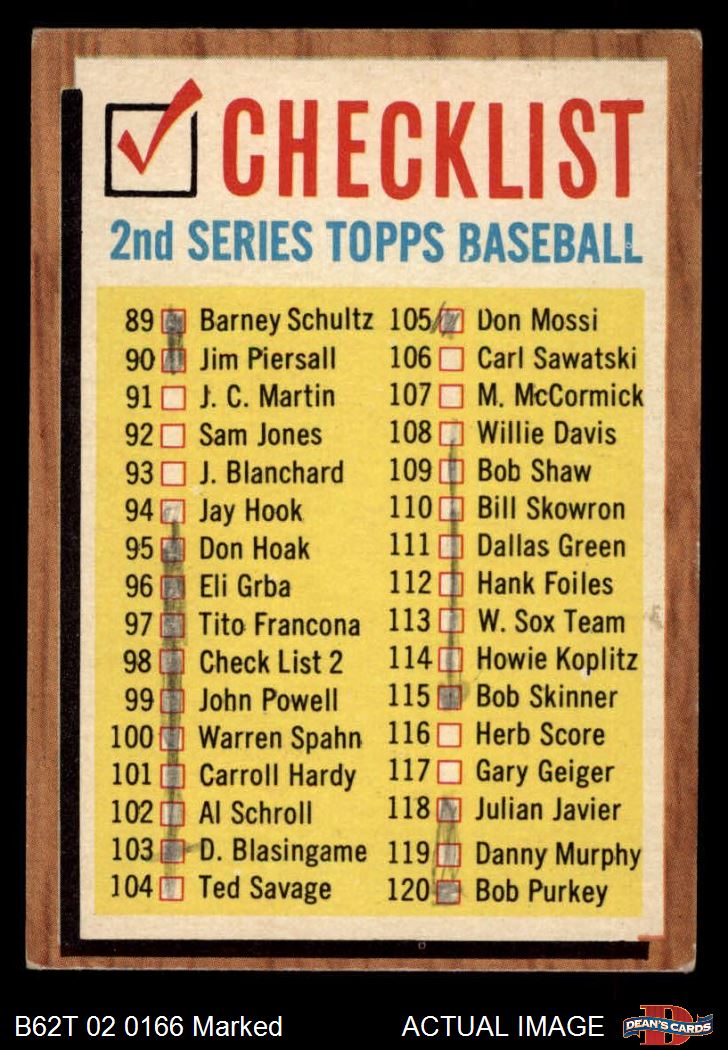 CHECKLIST
2nd SERIES TOPPS BASEBALL
89 Barney Schultz
90 Jim Piersall
91 J. C. Martin
92 Sam Jones
93 J. Blanchard
94 Jay Hook
95 Don Hoak
96 Eli Grba
97 Tito Francona
98 Check List 2
99 John Powell
100 Warren Spahn
101 Carroll Hardy
102 Al Schroll
103 D. Blasingame
104 Ted Savage
105 Don Mossi
106 Carl Sawatski
107 M. McCormick
108 Willie Davis
109 Bob Shaw
110 Bill Skowron
111 Dallas Green
112 Hank Foiles
113 W. Sox Team
114 Howie Koplitz
115 Bob Skinner
116 Herb Score
117 Gary Geiger
118 Julian Javier
119 Danny Murphy
120 Bob Purkey
B62T 02 0166 Marked
ACTUAL IMAGE
DEAN'S CARDS